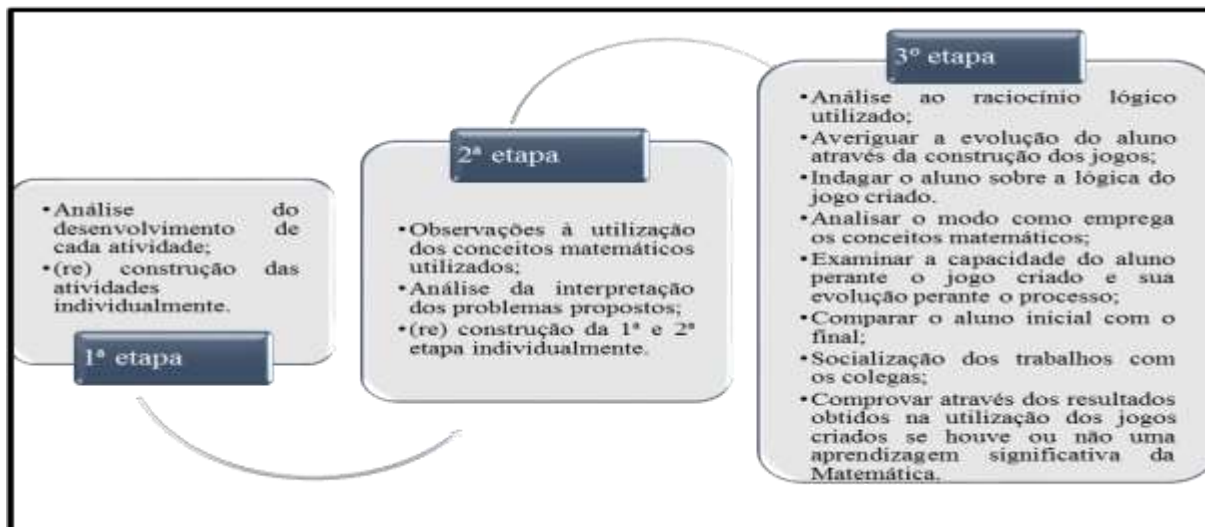 •Análise do
desenvolvimento de
cada atividade;
•(re) construção das
atividades
individualmente.
1ª etapa
2ª etapa
•Observações à utilização
dos conceitos matemáticos
utilizados;
•Análise da interpretação
dos problemas propostos;
•(re) construção da 1ª e 2ª
etapa individualmente.
3º etapa
•Análise ao raciocínio lógico
utilizado;
•Averiguar a evolução do aluno
através da construção dos jogos;
•Indagar o aluno sobre a lógica do
jogo criado.
•Analisar o modo como emprega
os conceitos matemáticos;
•Examinar a capacidade do aluno
perante o jogo criado e sua
evolução perante o processo;
•Comparar o aluno inicial com o
final;
•Socialização dos trabalhos com
os colegas;
•Comprovar através dos resultados
obtidos na utilização dos jogos
criados se houve ou não uma
aprendizagem significativa da
Matemática.